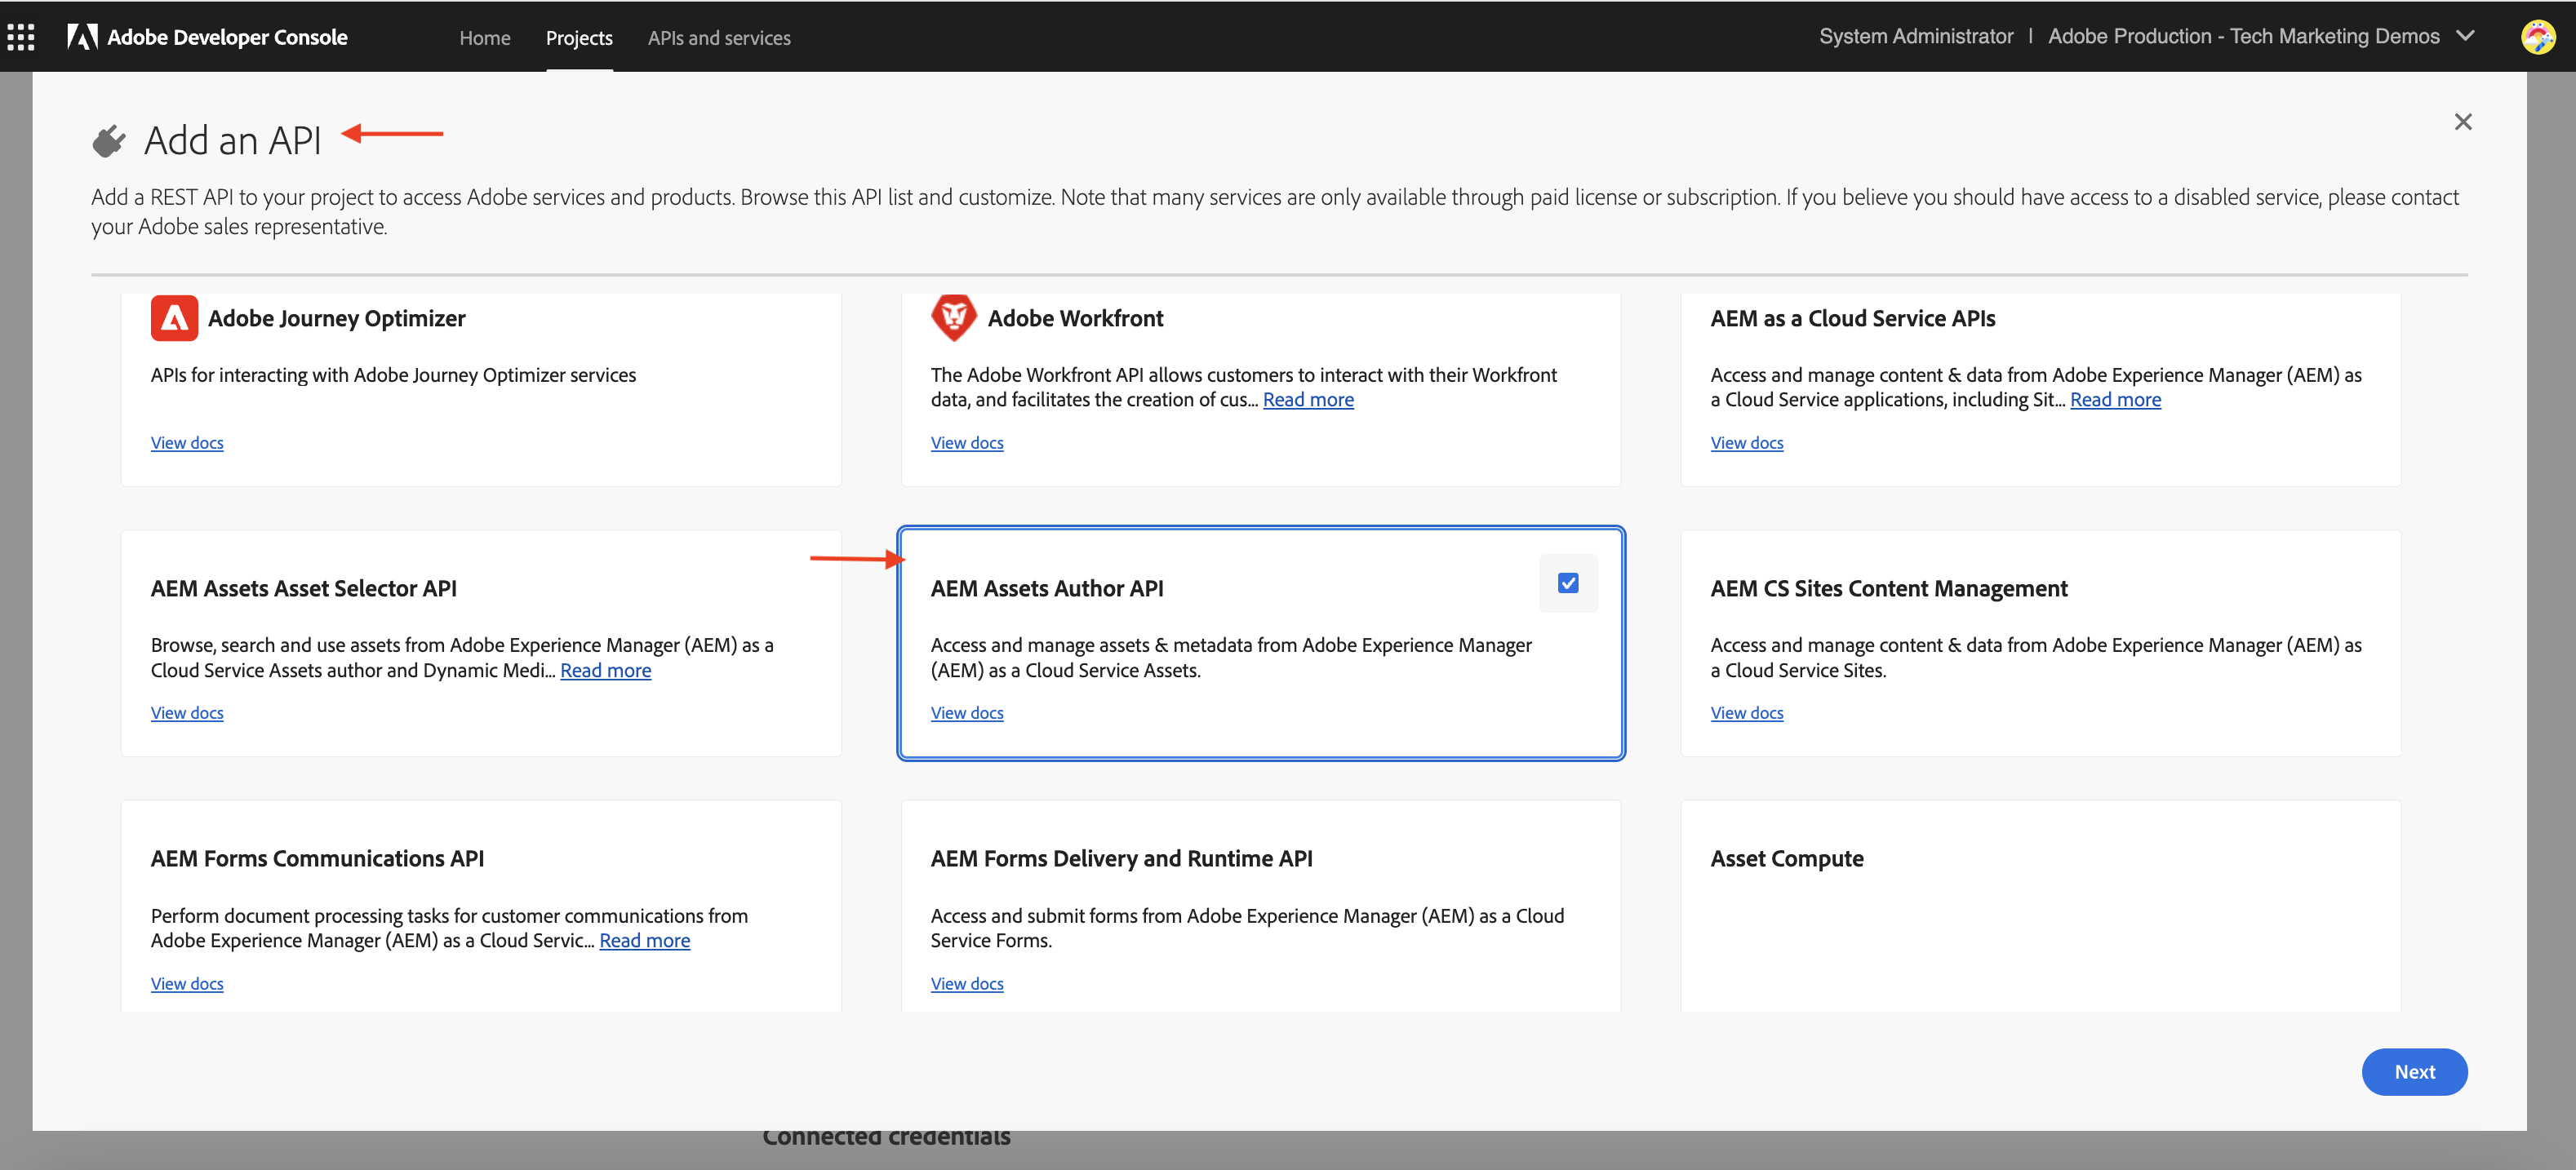 Adobe Developer Console
Home
Projects
APIs and services
System Administrator | Adobe Production - Tech Marketing Demos
Add an API
Add a REST API to your project to access Adobe services and products. Browse this API list and customize. Note that many services are only available through paid license or subscription. If you believe you should have access to a disabled service, please contact
your Adobe sales representative.
Adobe Journey Optimizer
APIs for interacting with Adobe Journey Optimizer services
View docs
Adobe Workfront
The Adobe Workfront API allows customers to interact with their Workfront
data, and facilitates the creation of cus... Read more
View docs
AEM as a Cloud Service APIs
Access and manage content & data from Adobe Experience Manager (AEM) as
a Cloud Service applications, including Sit... Read more
View docs
AEM Assets Asset Selector API
Browse, search and use assets from Adobe Experience Manager (AEM) as a
Cloud Service Assets author and Dynamic Medi... Read more
View docs
AEM Assets Author API
Access and manage assets & metadata from Adobe Experience Manager
(AEM) as a Cloud Service Assets.
View docs
AEM CS Sites Content Management
Access and manage content & data from Adobe Experience Manager (AEM) as
a Cloud Service Sites.
View docs
AEM Forms Communications API
Perform document processing tasks for customer communications from
Adobe Experience Manager (AEM) as a Cloud Servic... Read more
View docs
AEM Forms Delivery and Runtime API
Access and submit forms from Adobe Experience Manager (AEM) as a Cloud
Service Forms.
View docs
Asset Compute
Next
Connected credentials